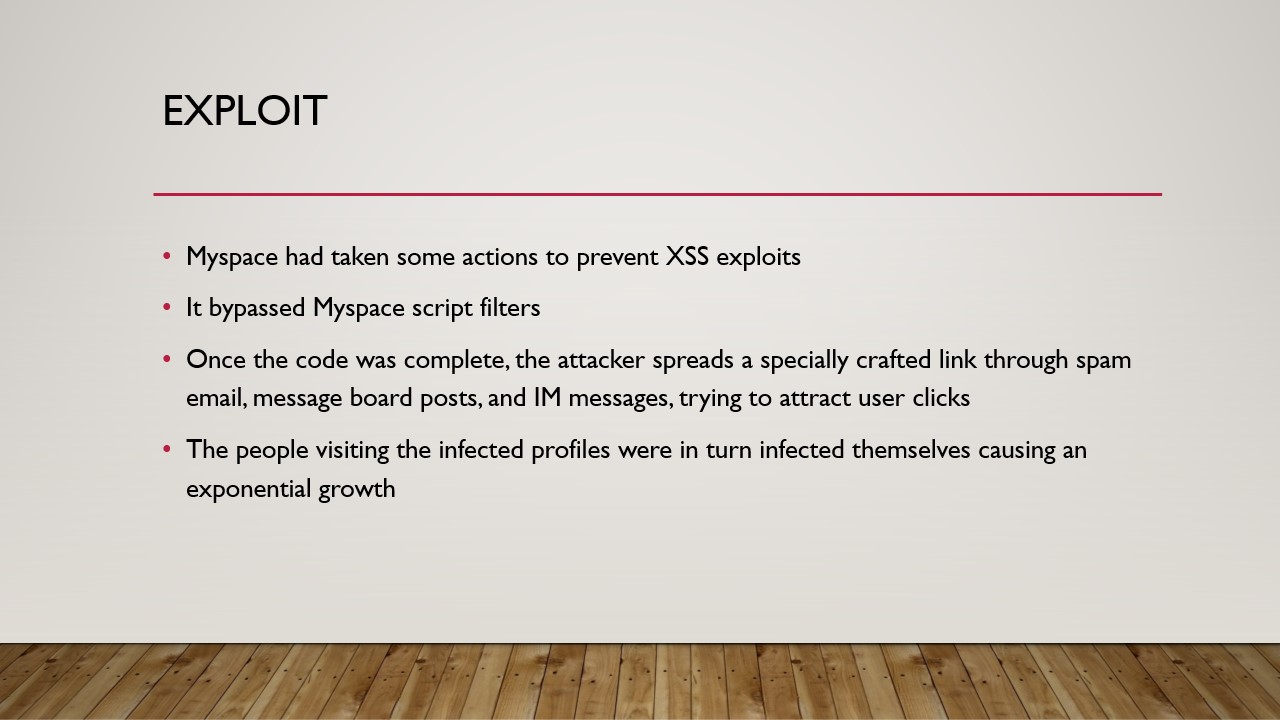 EXPLOIT
• Myspace had taken some actions to prevent XSS exploits
• It bypassed Myspace script filters
• Once the code was complete, the attacker spreads a specially crafted link through spam
email, message board posts, and IM messages, trying to attract user clicks
• The people visiting the infected profiles were in turn infected themselves causing an
exponential growth